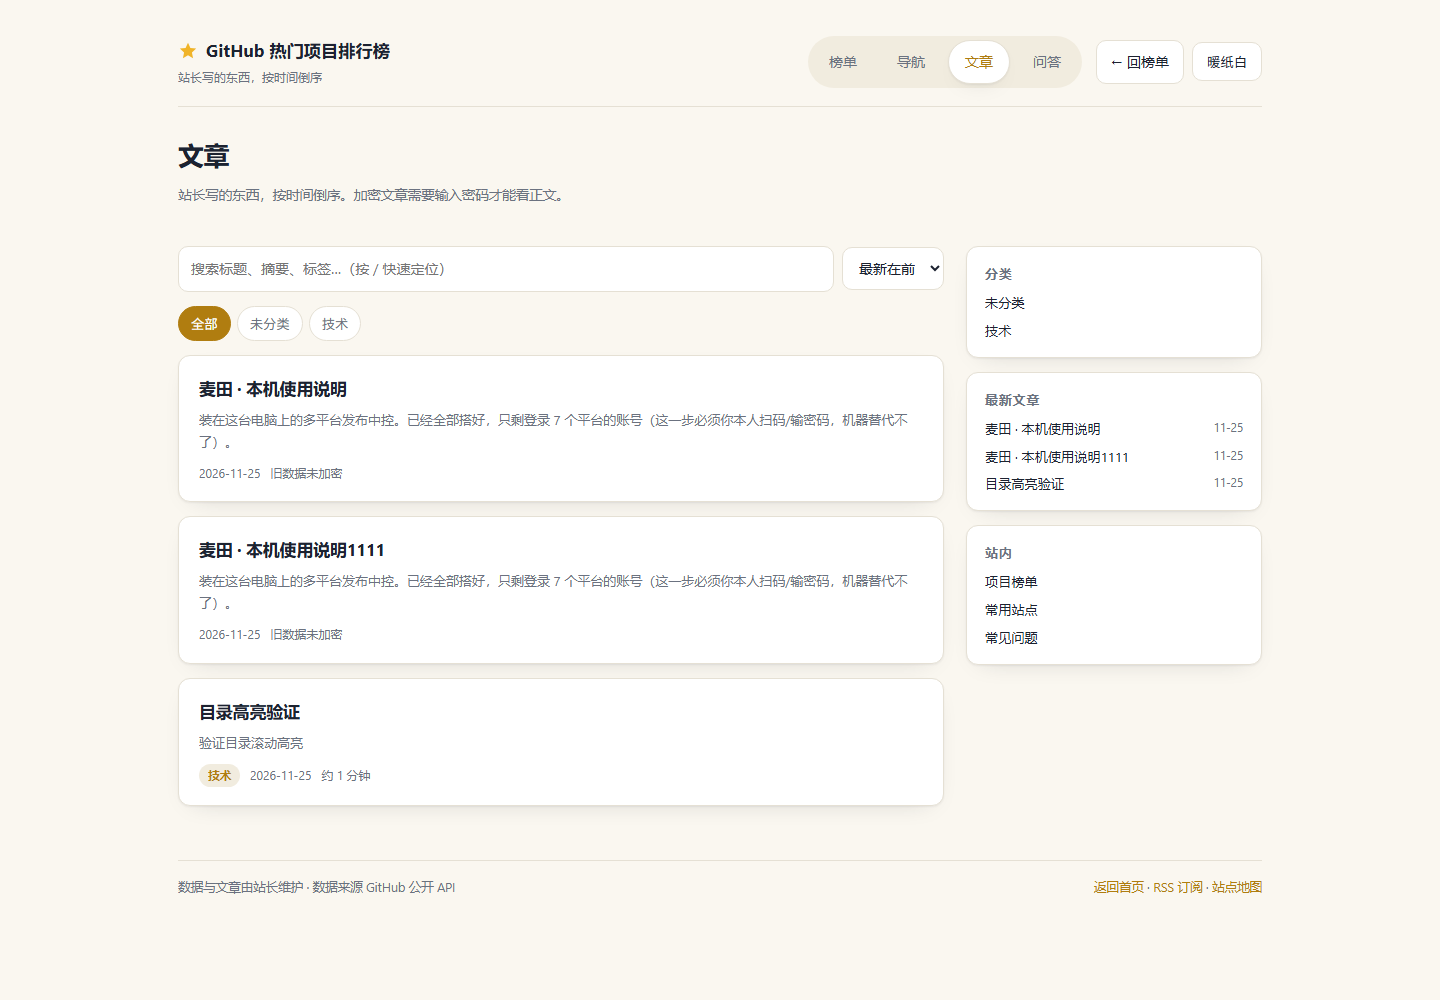 GitHub 热门项目排行榜
站长写的东西，按时间倒序
榜单
导航
文章
问答
← 回榜单
暖纸白
文章
站长写的东西，按时间倒序。加密文章需要输入密码才能看正文。
搜索标题、摘要、标签...（按 / 快速定位）
最新在前
全部
未分类
技术
麦田 · 本机使用说明
装在这台电脑上的多平台发布中控。已经全部搭好，只剩登录 7 个平台的账号（这一步必须你本人扫码/输密码，机器替代不
了）。
2026-11-25 旧数据未加密
麦田 · 本机使用说明1111
装在这台电脑上的多平台发布中控。已经全部搭好，只剩登录 7 个平台的账号（这一步必须你本人扫码/输密码，机器替代不
了）。
2026-11-25 旧数据未加密
目录高亮验证
验证目录滚动高亮
技术 2026-11-25 约 1 分钟
分类
未分类
技术
最新文章
麦田 · 本机使用说明 11-25
麦田 · 本机使用说明1111 11-25
目录高亮验证 11-25
站内
项目榜单
常用站点
常见问题
数据与文章由站长维护 · 数据来源 GitHub 公开 API
返回首页 · RSS 订阅 · 站点地图